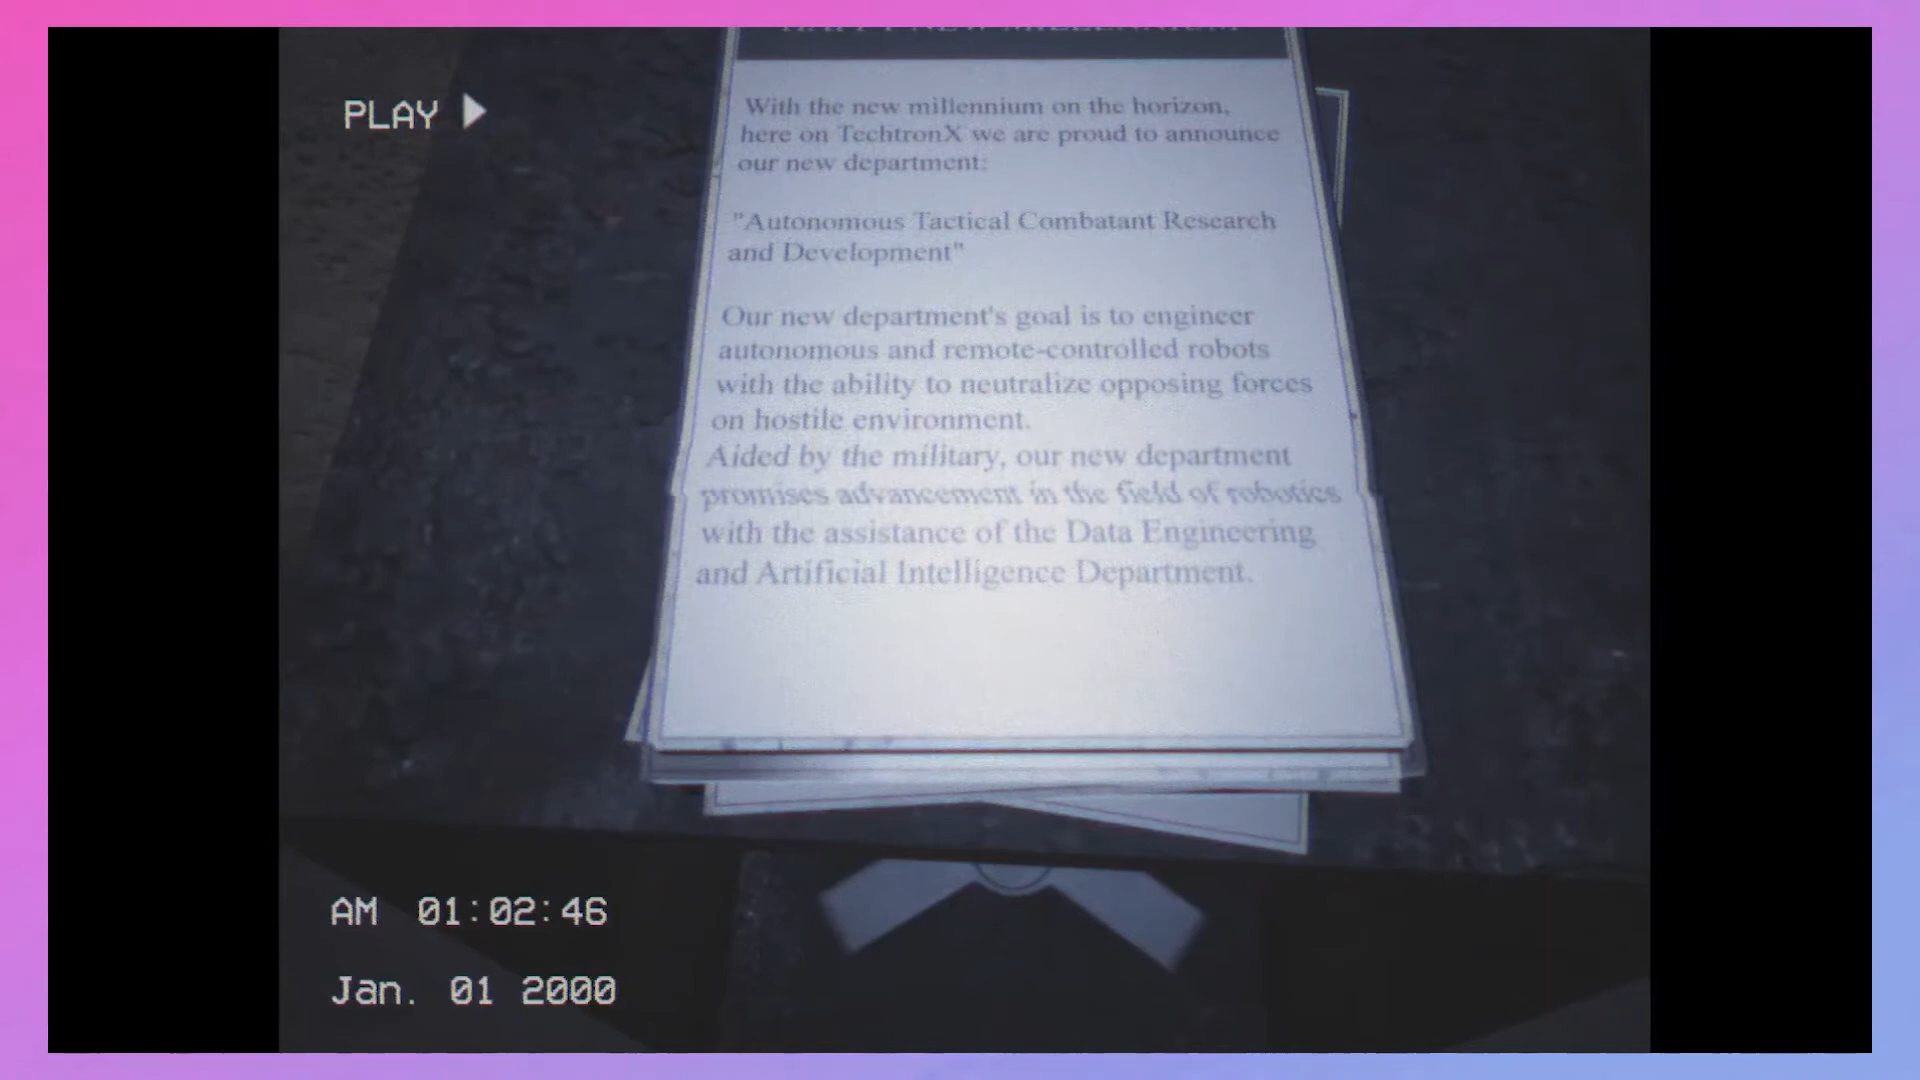 HAPPY NEW MILLENNIUM
PLAY
With the new millennium on the horizon,
here on TechtronX we are proud to announce
our new department:
"Autonomous Tactical Combatant Research
and Development"
Our new department's goal is to engineer
autonomous and remote-controlled robots
with the ability to neutralize opposing forces
on hostile environment.
Aided by the military, our new department
promises advancement in the field of robotics
with the assistance of the Data Engineering
and Artificial Intelligence Department.
AM 01:02:46
Jan. 01 2000